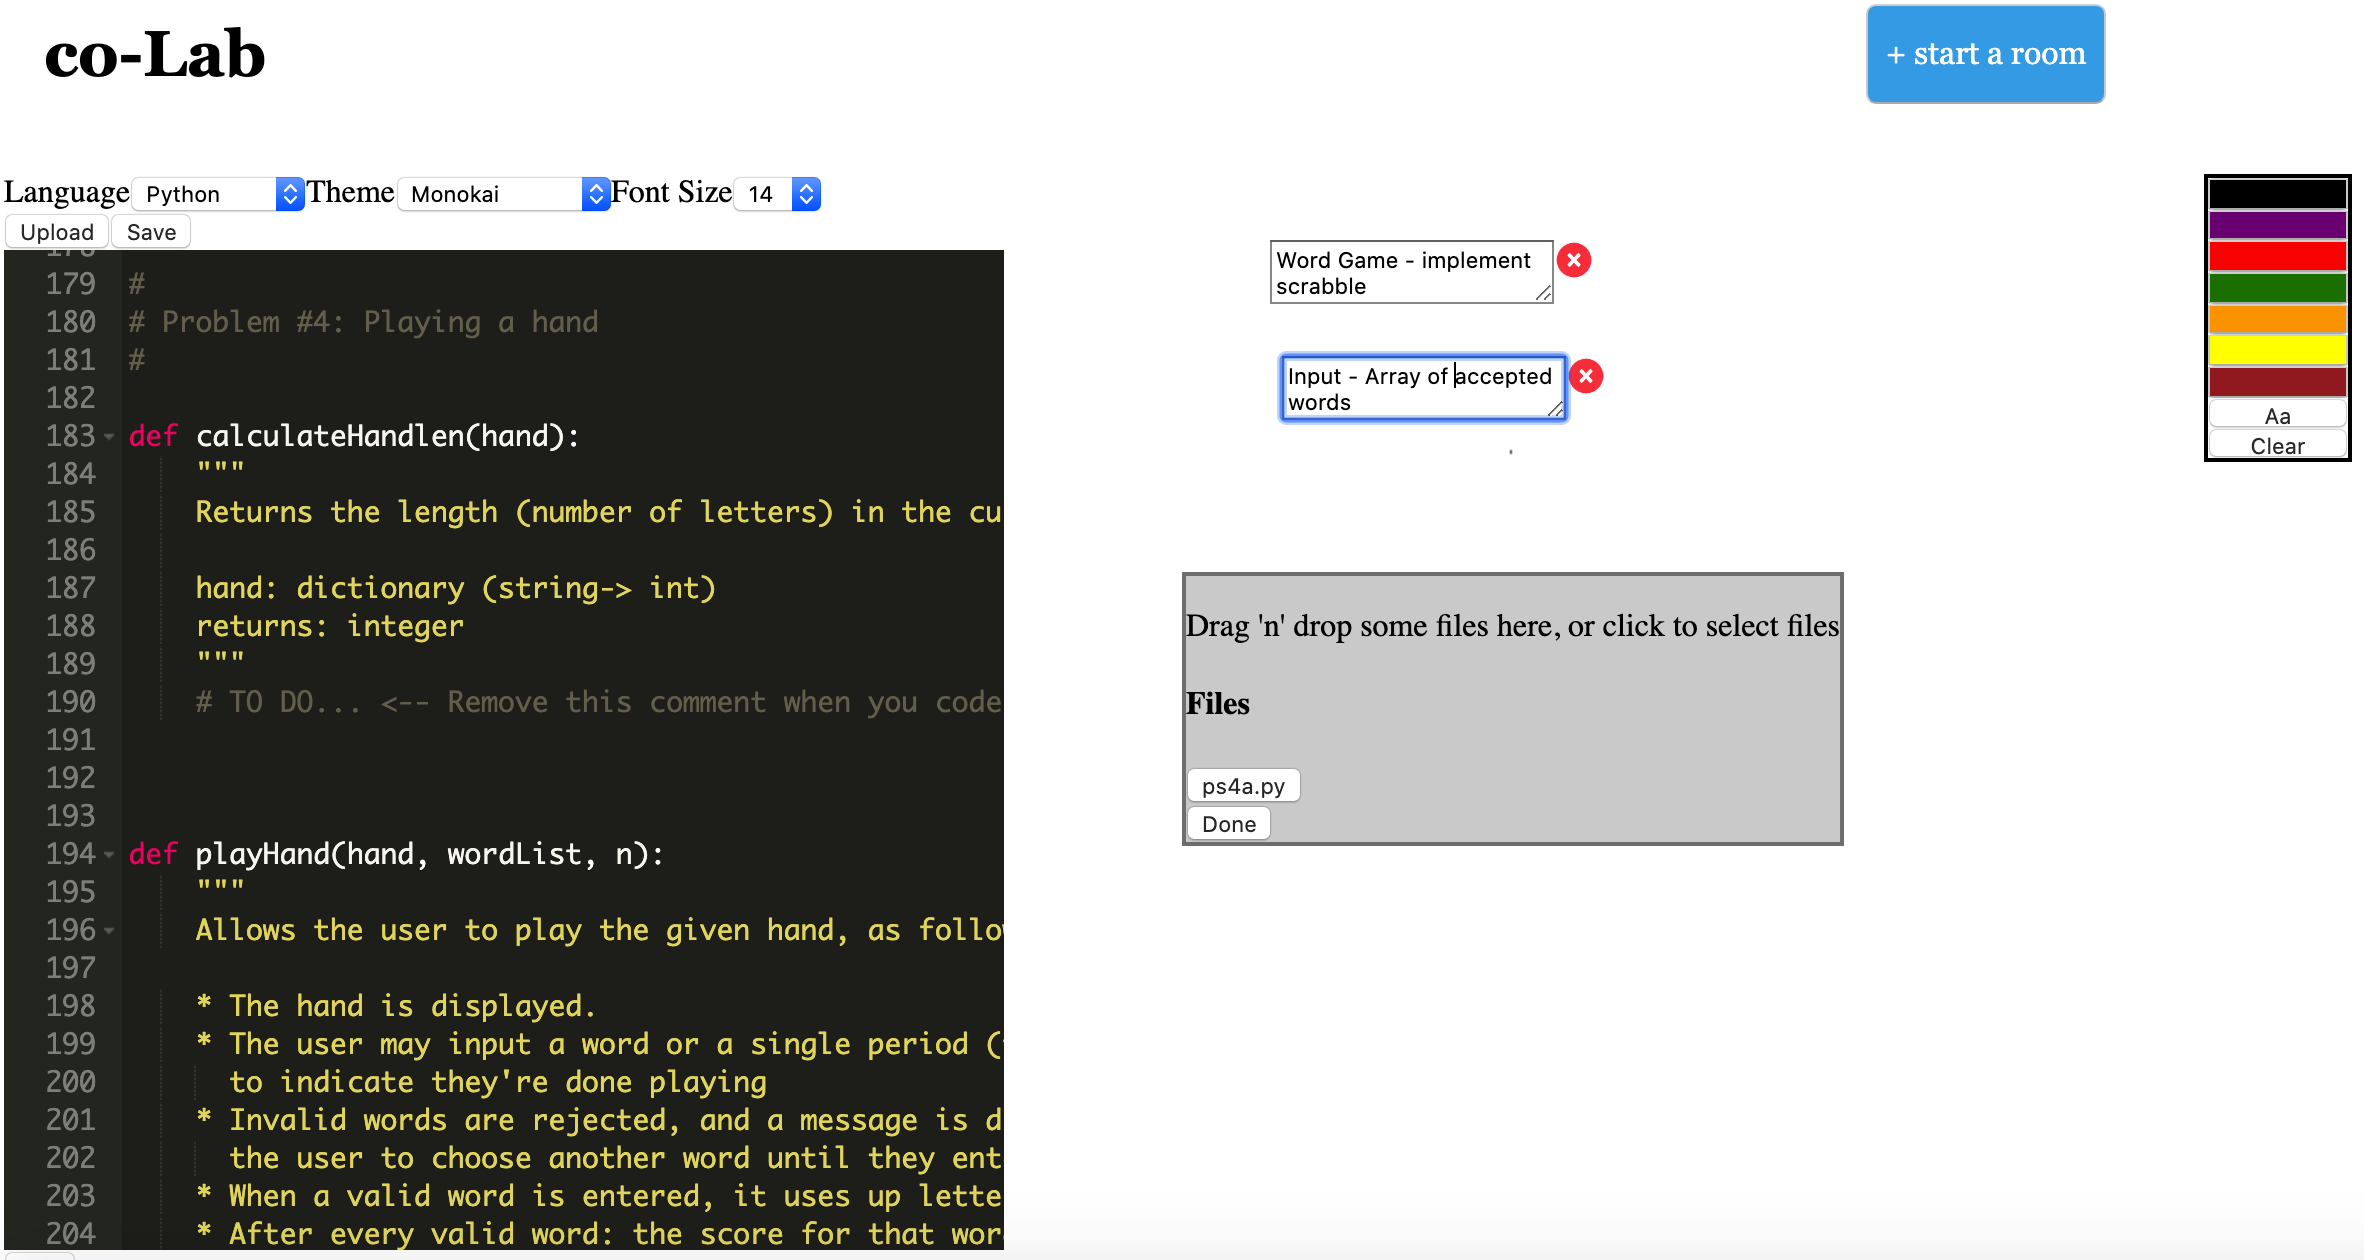 co-Lab
+ start a room
Language Python Theme Monokai Font Size 14
Upload Save
179 #
180 # Problem #4: Playing a hand
181 #
182
183 def calculateHandlen(hand):
184 """
185 Returns the length (number of letters) in the cu
186
187 hand: dictionary (string-> int)
188 returns: integer
189 """
190 # TO DO... <-- Remove this comment when you code
191
192
193
194 def playHand(hand, wordList, n):
195 """
196 Allows the user to play the given hand, as follo
197
198 * The hand is displayed.
199 * The user may input a word or a single period (
200 to indicate they're done playing
201 * Invalid words are rejected, and a message is d
202 the user to choose another word until they ent
203 * When a valid word is entered, it uses up lette
204 * After every valid word: the score for that wor
Word Game - implement
scrabble
Input - Array of accepted
words
Drag 'n' drop some files here, or click to select files
Files
ps4a.py
Done
Aa
Clear